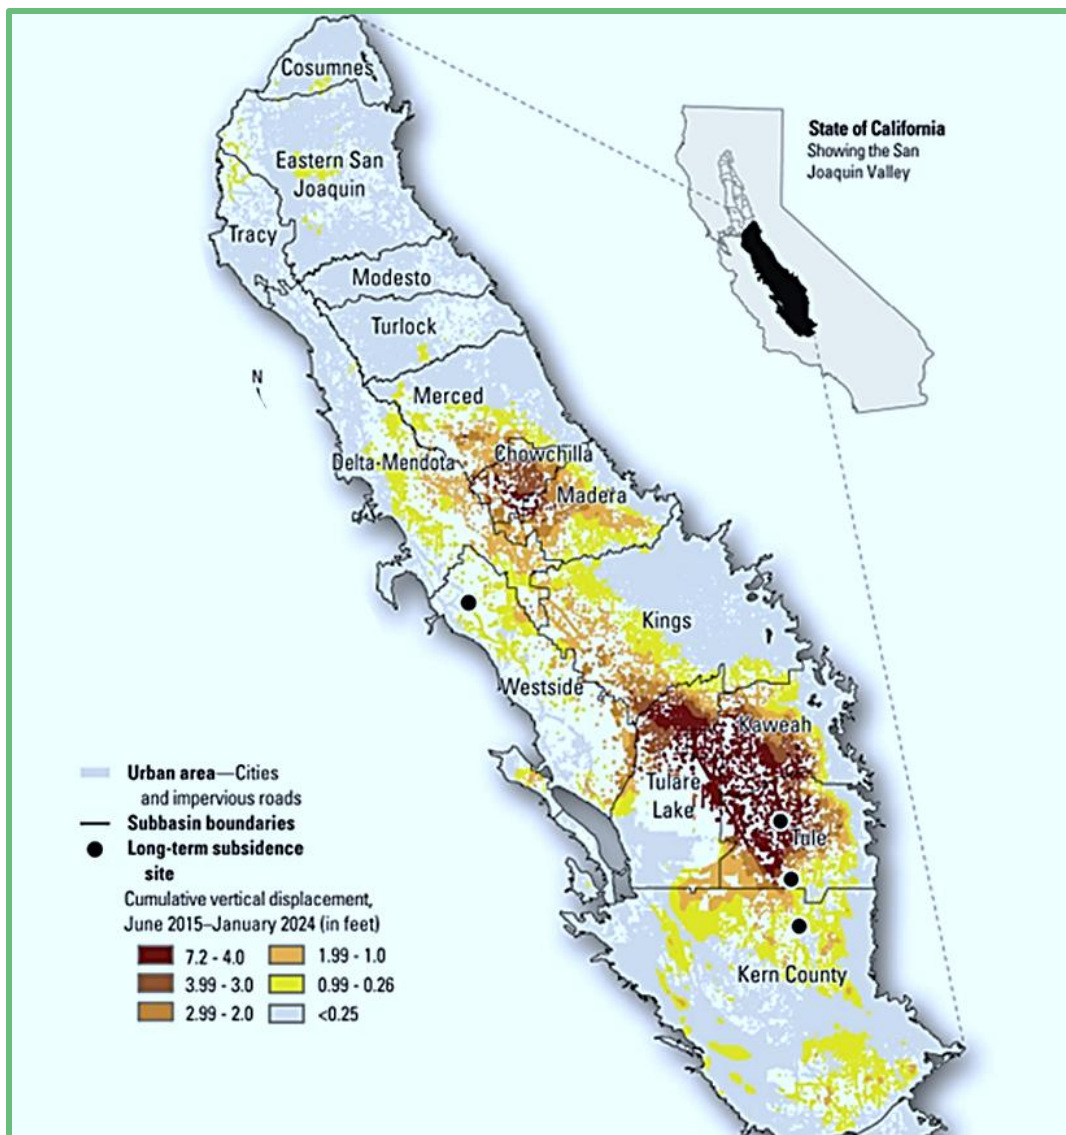 Cosumnes
State of California
Showing the San
Joaquin Valley
Eastern San
Joaquin
Tracy
Modesto
Turlock
N
Merced
Chowchilla
Delta-Mendota
Madera
Kings
Westside
Kaweah
Tulare
Lake
Tule
Kern County
Urban area—Cities
and impervious roads
Subbasin boundaries
Long-term subsidence
site
Cumulative vertical displacement,
June 2015–January 2024 (in feet)
7.2 - 4.0
1.99 - 1.0
3.99 - 3.0
0.99 - 0.26
2.99 - 2.0
<0.25